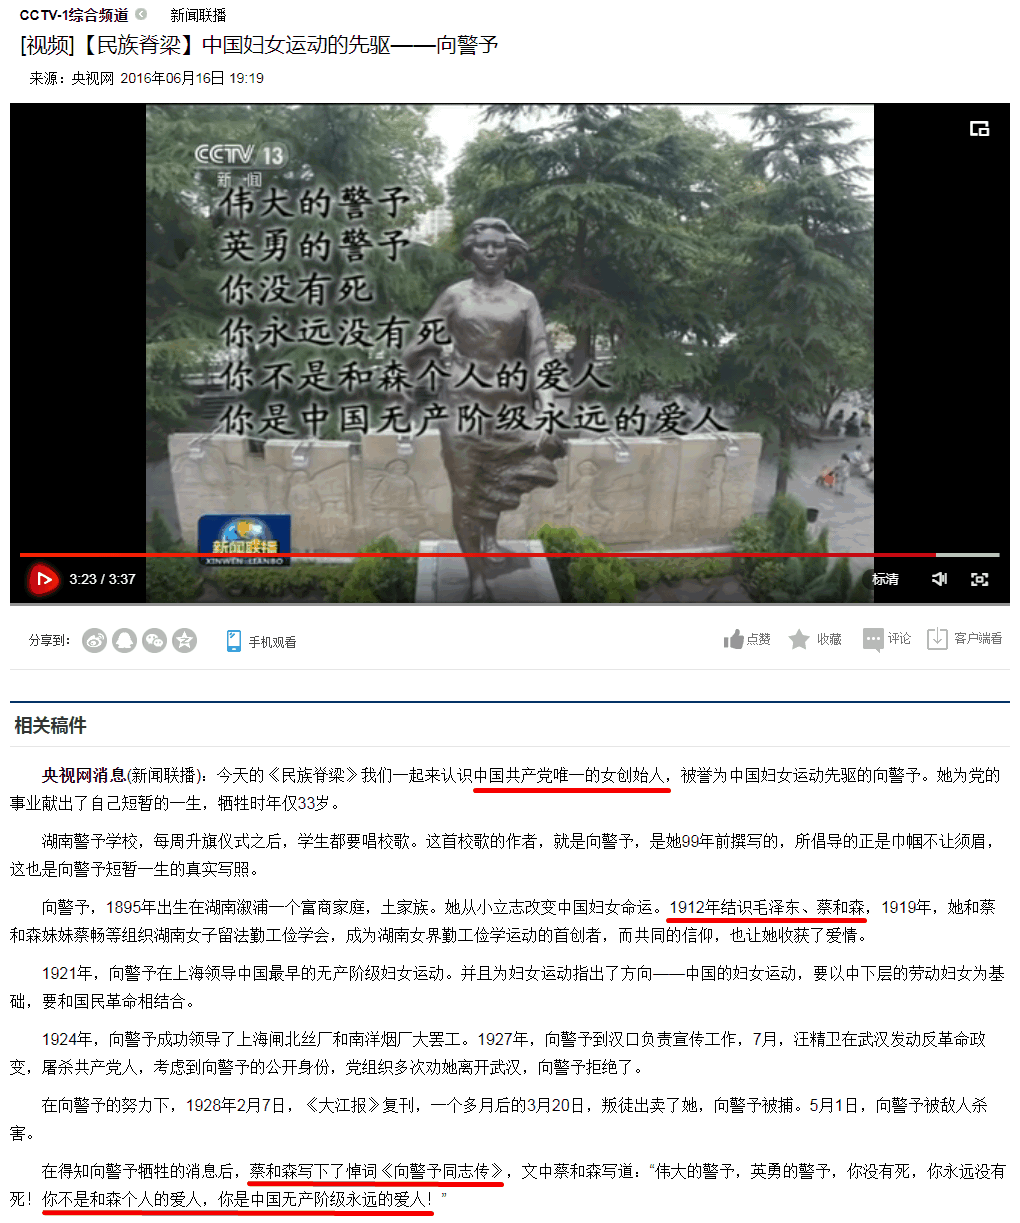 CCTV-1综合频道 新闻联播
[视频]【民族脊梁】中国妇女运动的先驱——向警予
来源：央视网 2016年06月16日 19:19
CCTV 13
新闻
伟大的警予
英勇的警予
你没有死
你永远没有死
你不是和森个人的爱人
你是中国无产阶级永远的爱人
新闻联播
XINWEN LIANBO
3:23 / 3:37 标清
分享到： 手机观看 点赞 收藏 评论 客户端看
相关稿件
央视网消息(新闻联播)：今天的《民族脊梁》我们一起来认识中国共产党唯一的女创始人，被誉为中国妇女运动先驱的向警予。她为党的
事业献出了自己短暂的一生，牺牲时年仅33岁。
湖南警予学校，每周升旗仪式之后，学生都要唱校歌。这首校歌的作者，就是向警予，是她99年前撰写的，所倡导的正是巾帼不让须眉，
这也是向警予短暂一生的真实写照。
向警予，1895年出生在湖南溆浦一个富商家庭，土家族。她从小立志改变中国妇女命运。1912年结识毛泽东、蔡和森，1919年，她和蔡
和森妹妹蔡畅等组织湖南女子留法勤工俭学会，成为湖南女界勤工俭学运动的首创者，而共同的信仰，也让她收获了爱情。
1921年，向警予在上海领导中国最早的无产阶级妇女运动。并且为妇女运动指出了方向——中国的妇女运动，要以中下层的劳动妇女为基
础，要和国民革命相结合。
1924年，向警予成功领导了上海闸北丝厂和南洋烟厂大罢工。1927年，向警予到汉口负责宣传工作，7月，汪精卫在武汉发动反革命政
变，屠杀共产党人，考虑到向警予的公开身份，党组织多次劝她离开武汉，向警予拒绝了。
在向警予的努力下，1928年2月7日，《大江报》复刊，一个多月后的3月20日，叛徒出卖了她，向警予被捕。5月1日，向警予被敌人杀
害。
在得知向警予牺牲的消息后，蔡和森写下了悼词《向警予同志传》，文中蔡和森写道：“伟大的警予，英勇的警予，你没有死，你永远没有
死！你不是和森个人的爱人，你是中国无产阶级永远的爱人！”